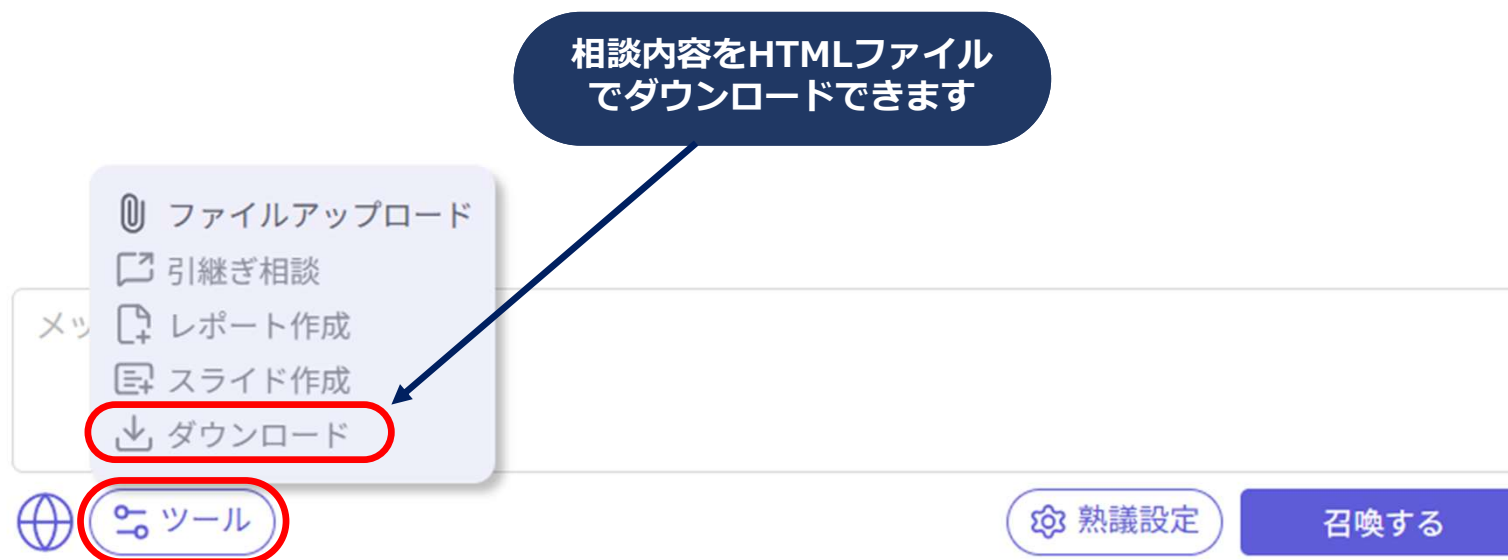 相談内容をHTMLファイル
でダウンロードできます
ファイルアップロード
引継ぎ相談
メッ
レポート作成
スライド作成
ダウンロード
ツール
熟議設定
召喚する